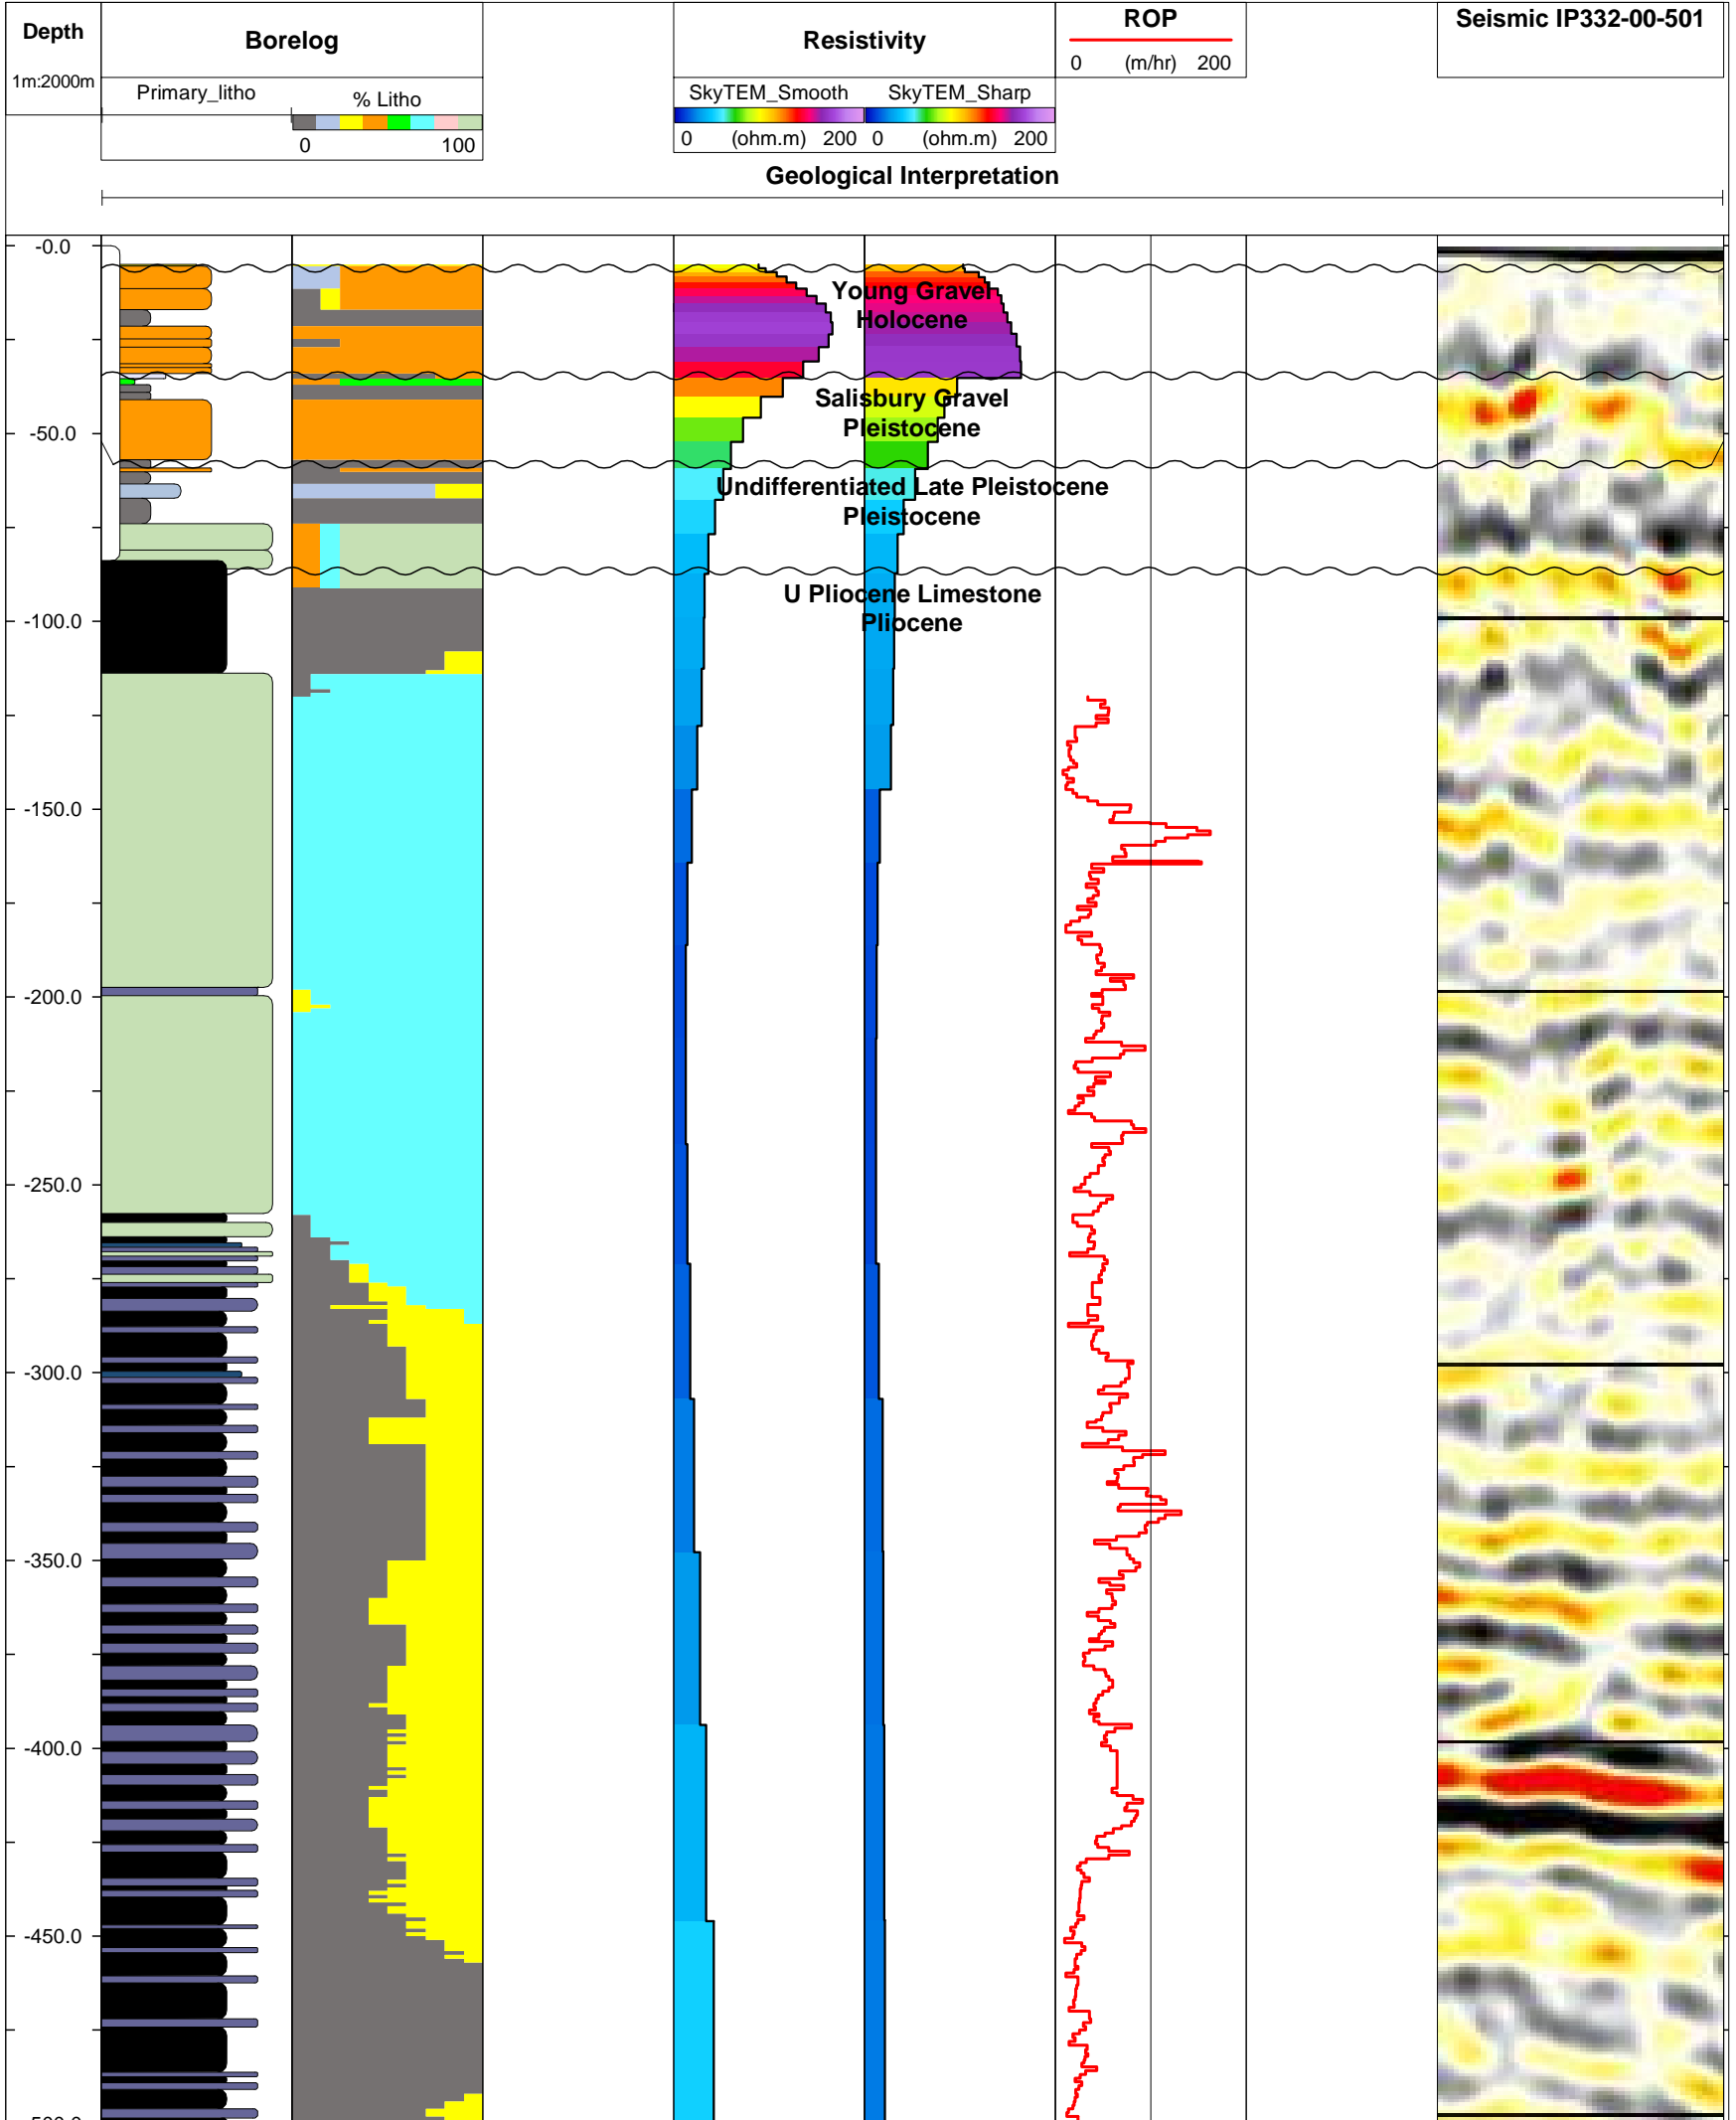 Depth
1m:2000m
Borelog
Primary_litho
% Litho
0 100
Resistivity
SkyTEM_Smooth
0 (ohm.m) 200
SkyTEM_Sharp
0 (ohm.m) 200
ROP
0 (m/hr) 200
Seismic IP332-00-501
Geological Interpretation
-0.0
Young Gravel
Holocene
Salisbury Gravel
Pleistocene
-50.0
Undifferentiated Late Pleistocene
Pleistocene
U Pliocene Limestone
Pliocene
-100.0
-150.0
-200.0
-250.0
-300.0
-350.0
-400.0
-450.0